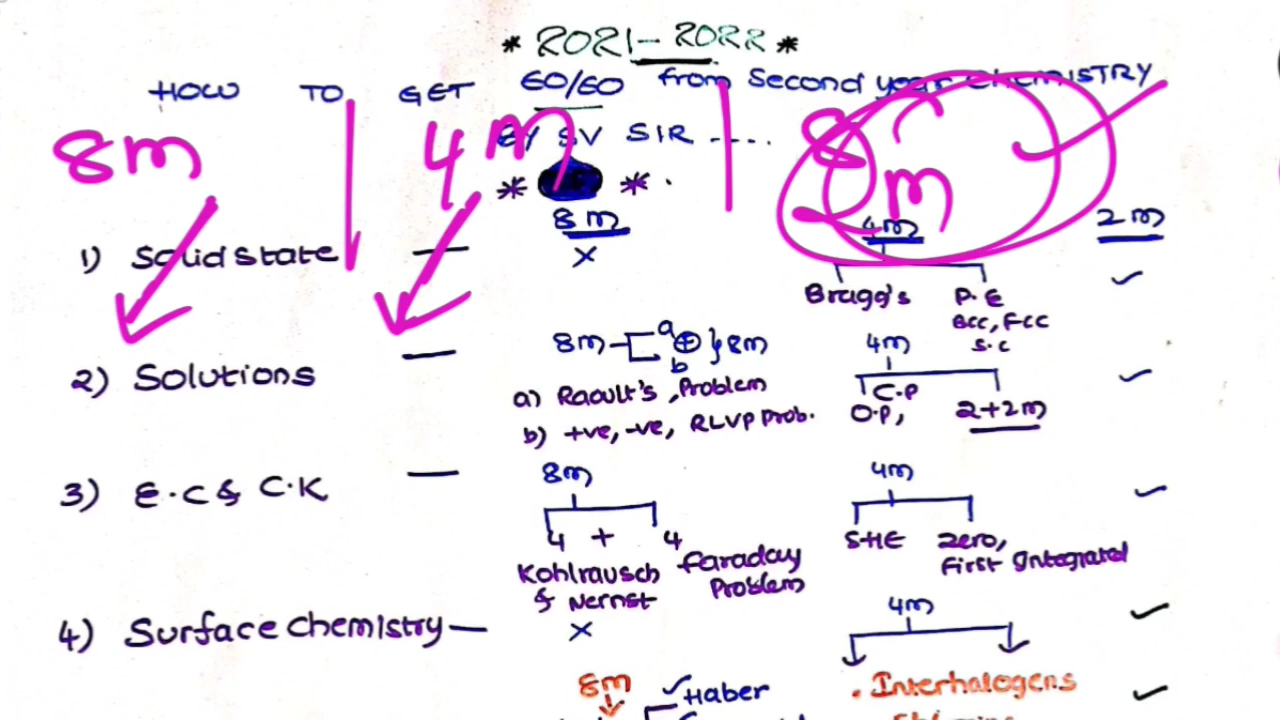 * 2021-2022 *
HOW TO GET 60/60 from Second year CHEMISTRY
BY SV SIR ....
8m 4m 8m
* *
8m 4m 2m
1) Solid State — X
Bragg's P.E
BCC, FCC
S.C
2) Solutions — 8m a + b } 8m 4m
a) Raoult's, Problem
b) +ve, -ve, RLVP Prob.
C.P
O.P, 2+2m
3) E.C & C.K — 8m 4m
4 + 4
Kohlrausch & Nernst
Faraday Problem
SHE Zero,
First Integrated
4) Surface Chemistry — X 4m
8m Haber
. Interhalogens